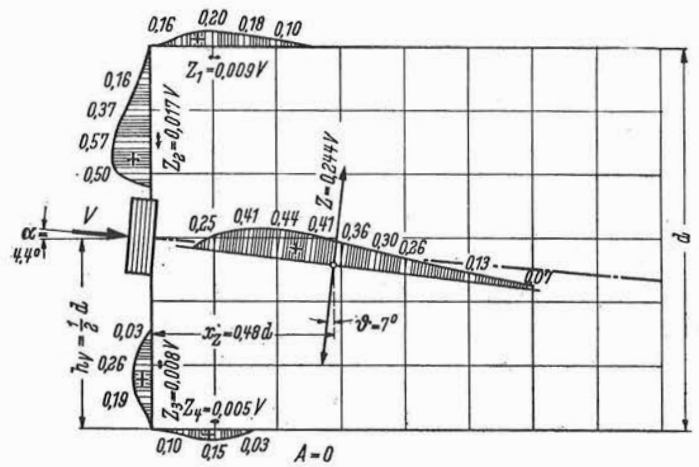 0,16 0,20 0,18 0,10
Z₁=0,009V
0,16
0,37
0,57
0,50
Z₂=0,017V
Z=0,244V
V
α=
4,4°
0,25 0,41 0,44 0,41 0,36 0,30 0,26 0,13 0,07
d
h_V = ½ d
0,03
x_Z=0,48d
ϑ=7°
0,26
0,19
Z₃=0,008V
Z₄=0,005V
0,10 0,15 0,03
A=0